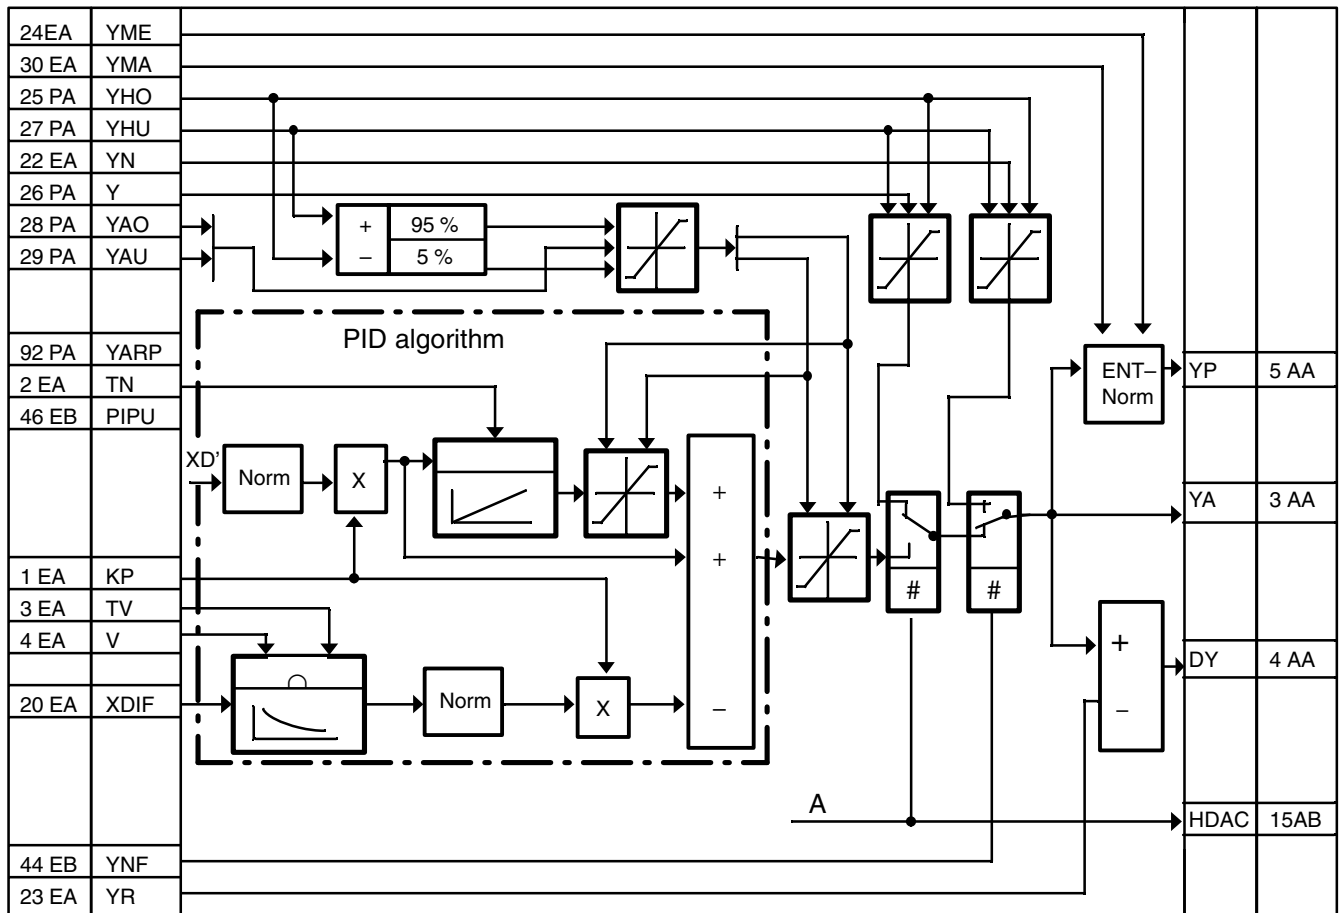 24EA YME
30 EA YMA
25 PA YHO
27 PA YHU
22 EA YN
26 PA Y
28 PA YAO
29 PA YAU
+ 95 %
– 5 %
PID algorithm
92 PA YARP
2 EA TN
46 EB PIPU
ENT–
Norm
YP 5 AA
XD'
Norm
X
+
YA 3 AA
+
1 EA KP
3 EA TV
4 EA V
# #
+
DY 4 AA
20 EA XDIF
Norm
X
–
–
A
HDAC 15AB
44 EB YNF
23 EA YR